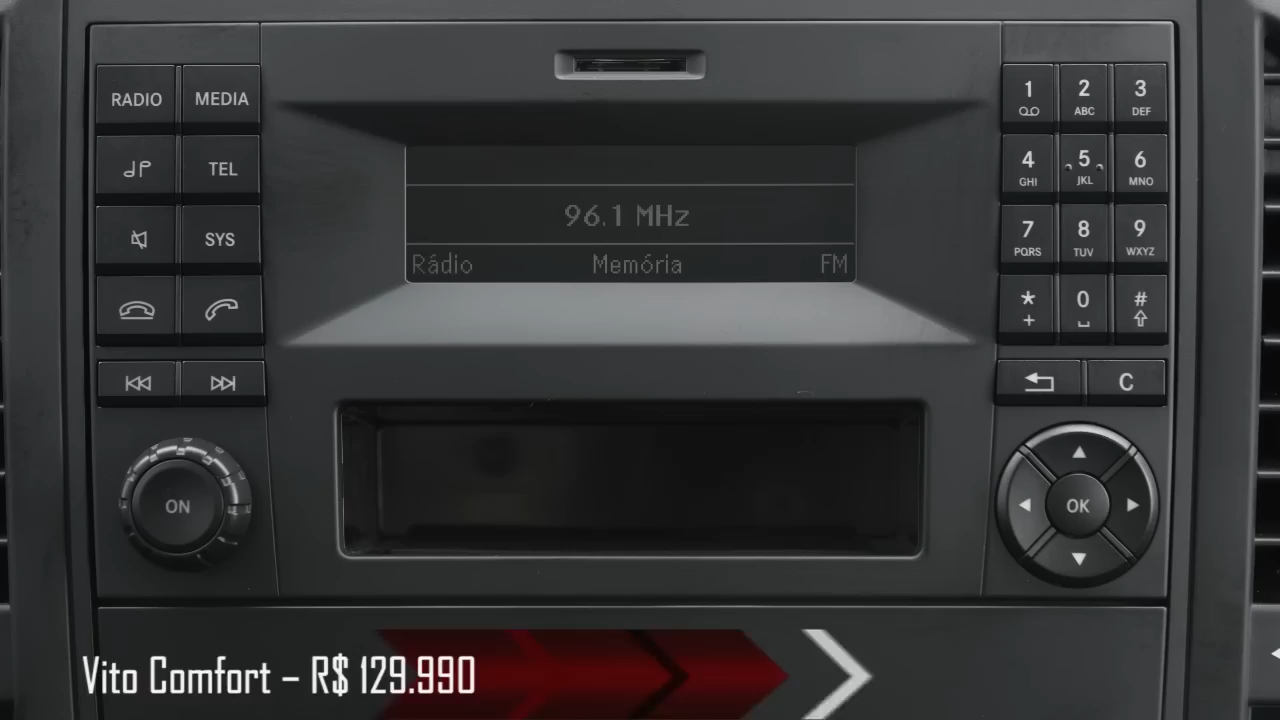 RADIO MEDIA
TEL
SYS
ON
96.1 MHz
Rádio Memória FM
1 2 ABC 3 DEF
4 GHI 5 JKL 6 MNO
7 PQRS 8 TUV 9 WXYZ
* + 0 #
C
OK
Vito Comfort – R$ 129.990